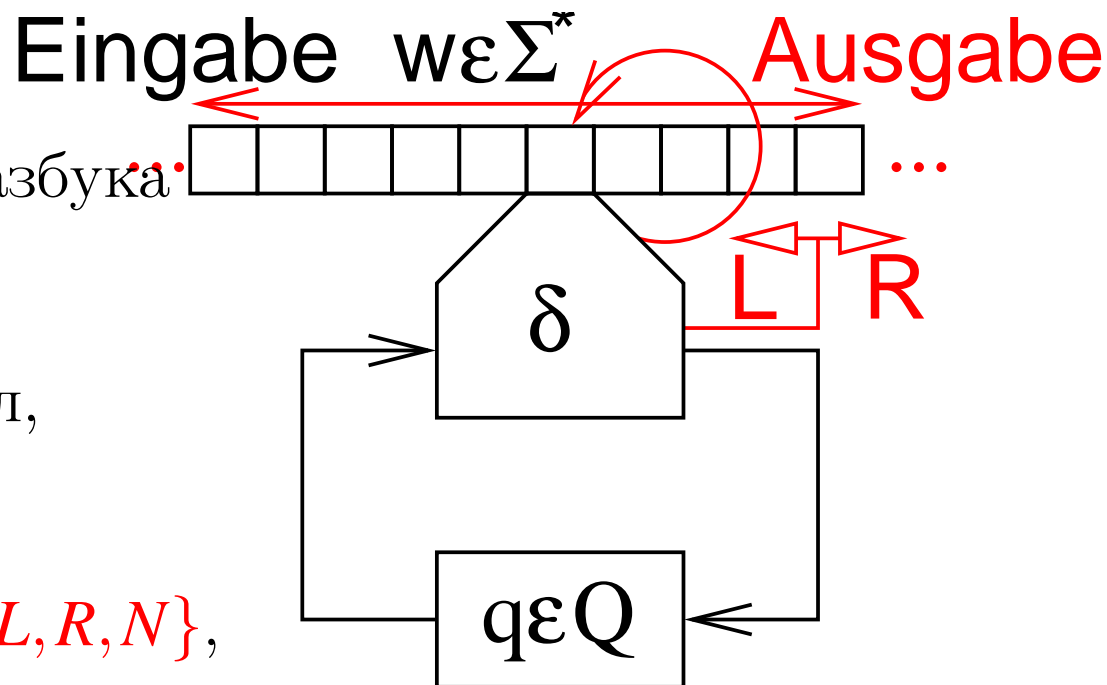 Eingabe wεΣ* Ausgabe
... азбука ...
L R
δ
л,
qεQ
L, R, N},